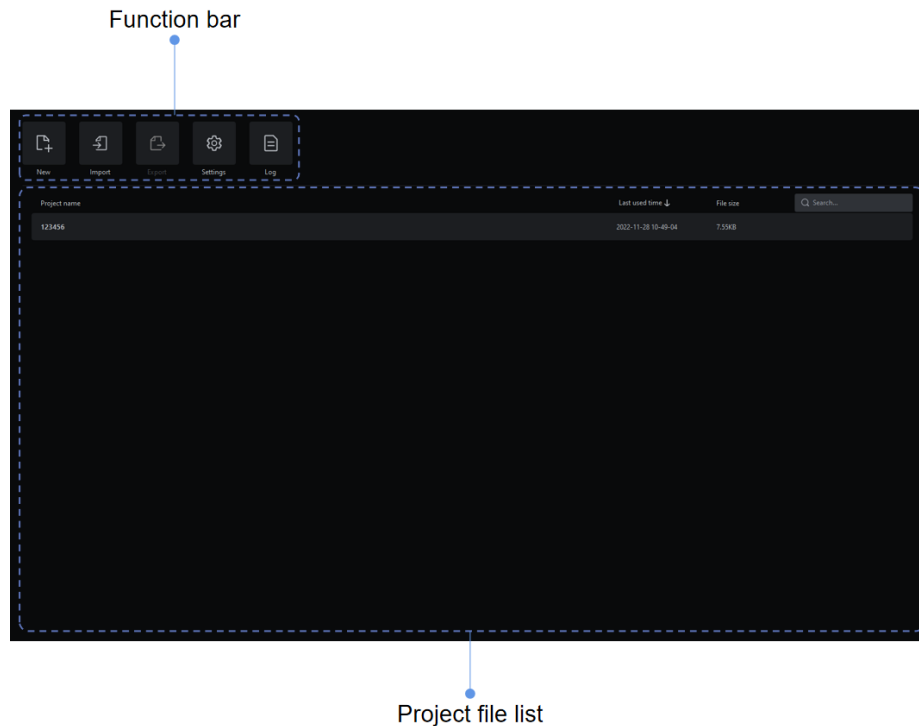 Function bar
New Import Export Settings Log
Project name Last used time File size Search...
123456 2022-11-28 10-49-04 7.55KB
Project file list